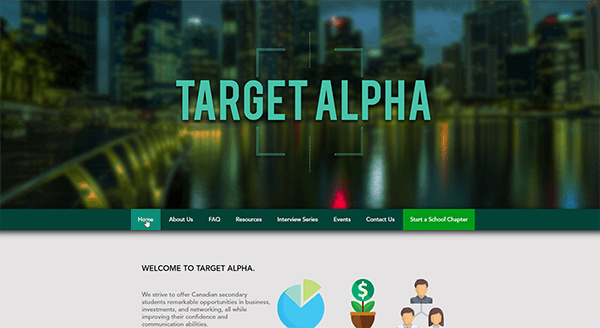 TARGET ALPHA
Home About Us FAQ Resources Interview Series Events Contact Us Start a School Chapter
WELCOME TO TARGET ALPHA.
We strive to offer Canadian secondary
students remarkable opportunities in business,
investments, and networking, all while
improving their confidence and
communication abilities.
$